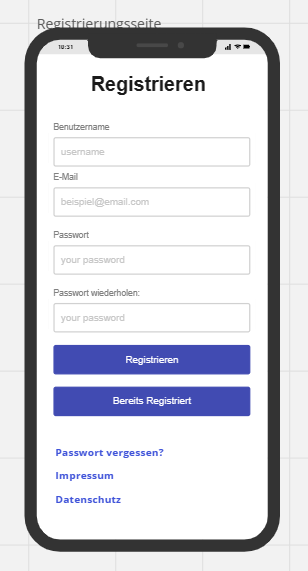 Registrierungsseite
10:31
Registrieren
Benutzername
username
E-Mail
beispiel@email.com
Passwort
your password
Passwort wiederholen:
your password
Registrieren
Bereits Registriert
Passwort vergessen?
Impressum
Datenschutz